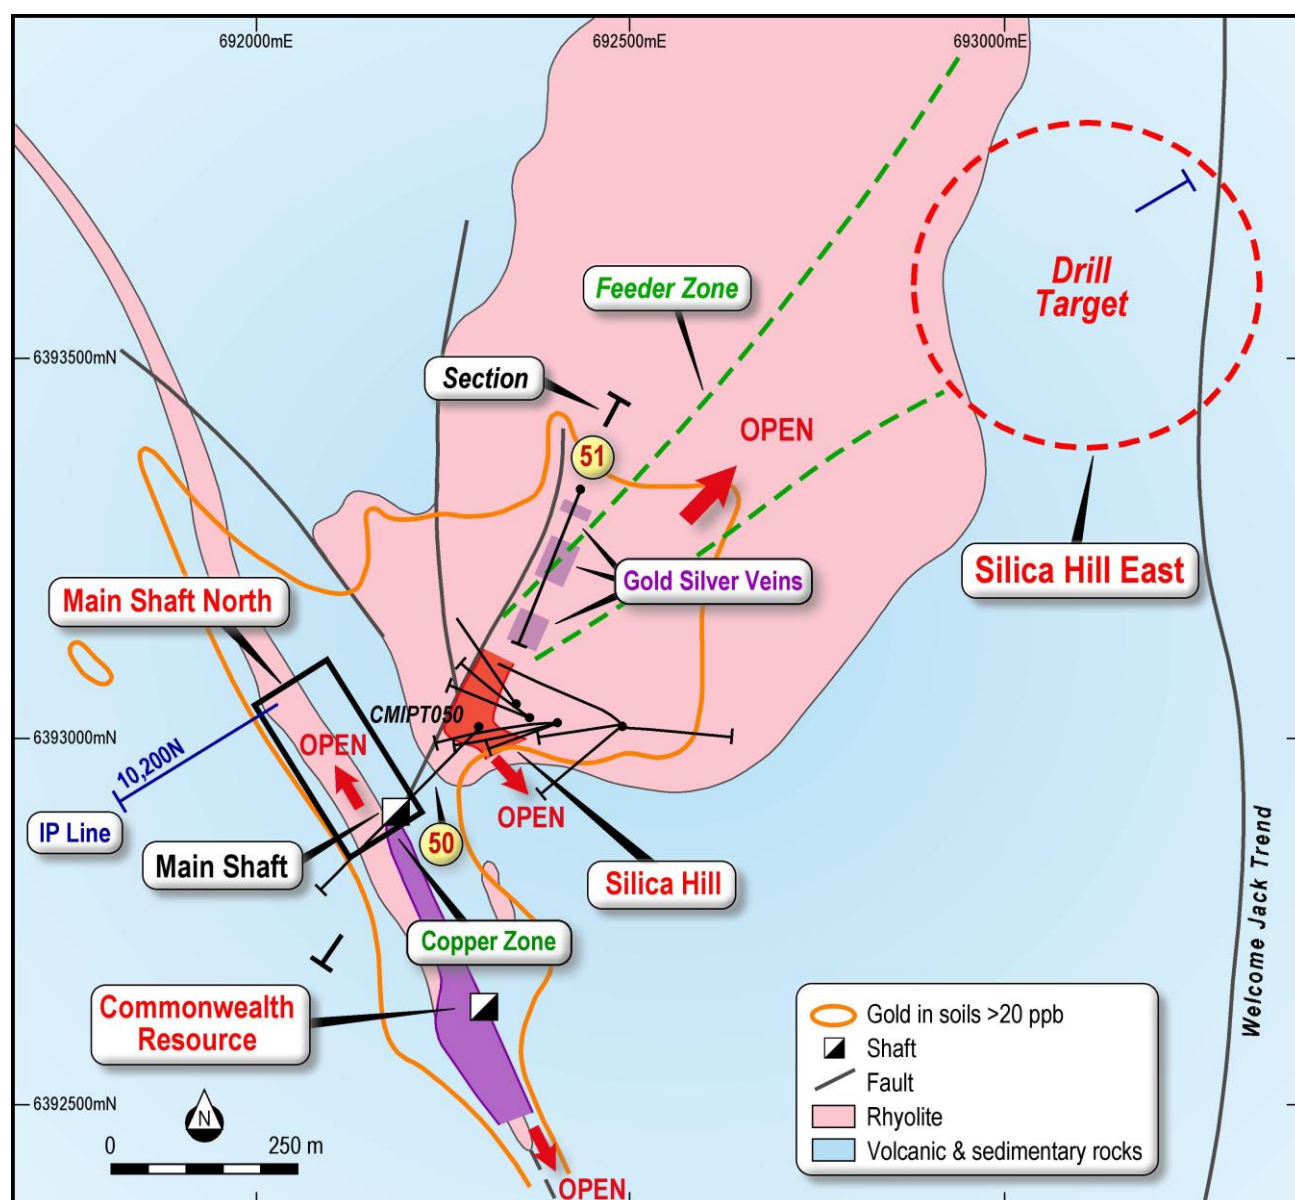 692000mE
692500mE
693000mE
Drill
Target
Feeder Zone
6393500mN
Section
OPEN
51
Silica Hill East
Gold Silver Veins
Main Shaft North
CMIPT050
6393000mN
OPEN
10,200N
OPEN
IP Line
50
Main Shaft
Silica Hill
Copper Zone
Welcome Jack Trend
Commonwealth
Resource
Gold in soils >20 ppb
Shaft
Fault
Rhyolite
Volcanic & sedimentary rocks
6392500mN
N
0 250 m
OPEN